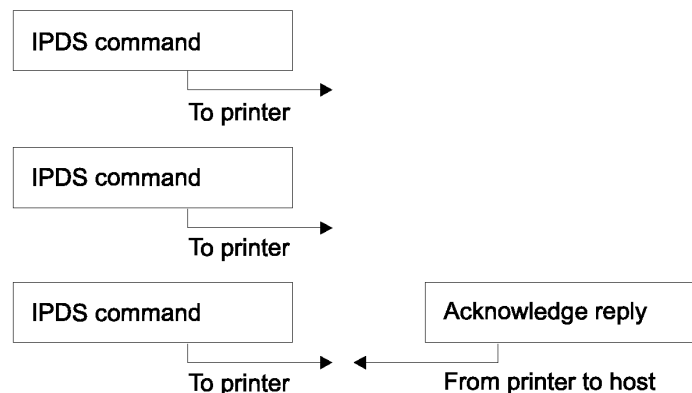 IPDS command
To printer
IPDS command
To printer
IPDS command
Acknowledge reply
To printer
From printer to host